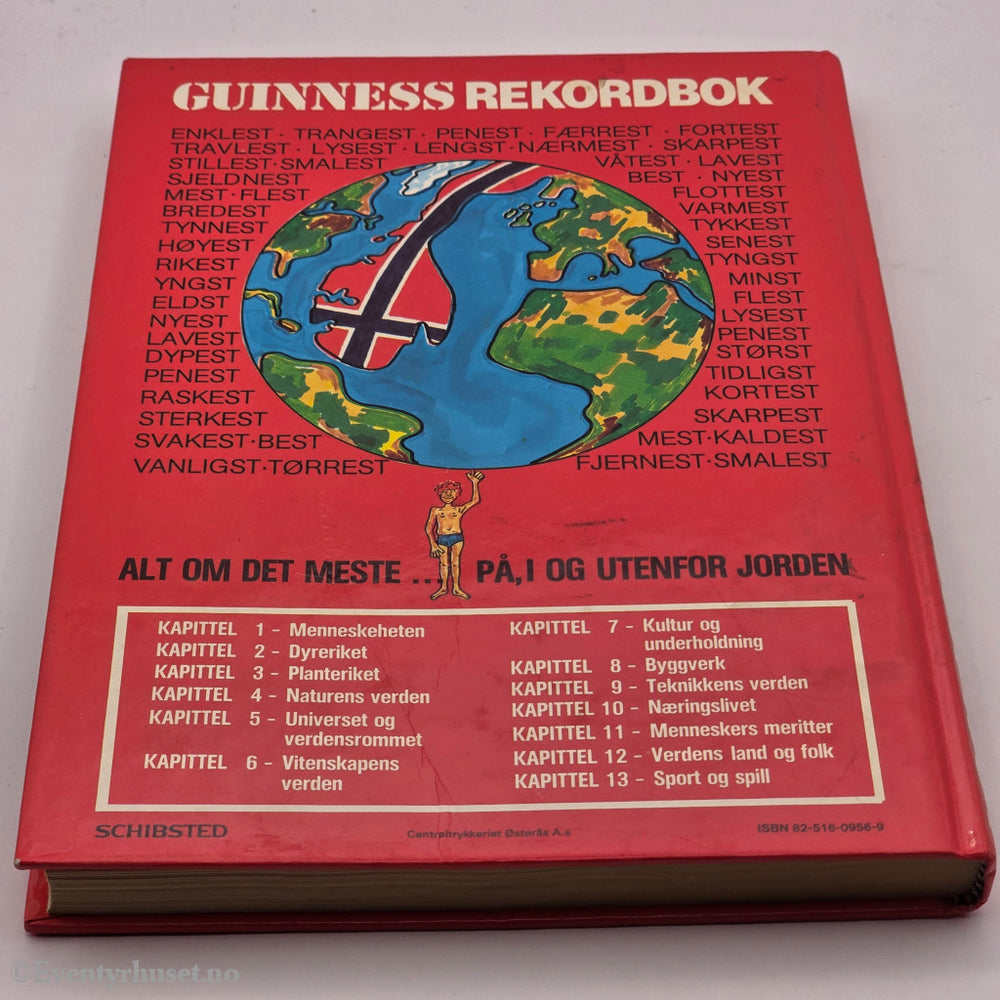 GUINNESS REKORDBOK
ENKLEST · TRANGEST · PENEST · FÆRREST · FORTEST
TRAVLEST · LYSEST · LENGST · NÆRMEST · SKARPEST
STILLEST · SMALEST
SJELDNEST
MEST · FLEST
BREDEST
TYNNEST
HØYEST
RIKEST
YNGST
ELDST
NYEST
LAVEST
DYPEST
PENEST
RASKEST
STERKEST
SVAKEST · BEST
VANLIGST · TØRREST
VÅTEST · LAVEST
BEST · NYEST
FLOTTEST
VARMEST
TYKKEST
SENEST
TYNGST
MINST
FLEST
LYSEST
PENEST
STØRST
TIDLIGST
KORTEST
SKARPEST
MEST · KALDEST
FJERNEST · SMALEST
ALT OM DET MESTE ... PÅ, I OG UTENFOR JORDEN
KAPITTEL 1 – Menneskeheten
KAPITTEL 2 – Dyreriket
KAPITTEL 3 – Planteriket
KAPITTEL 4 – Naturens verden
KAPITTEL 5 – Universet og
verdensrommet
KAPITTEL 6 – Vitenskapens
verden
KAPITTEL 7 – Kultur og
underholdning
KAPITTEL 8 – Byggverk
KAPITTEL 9 – Teknikkens verden
KAPITTEL 10 – Næringslivet
KAPITTEL 11 – Menneskers meritter
KAPITTEL 12 – Verdens land og folk
KAPITTEL 13 – Sport og spill
SCHIBSTED
Centraltrykkeriet Østerås A.s
ISBN 82-516-0956-9
©Eventyrhuset.no